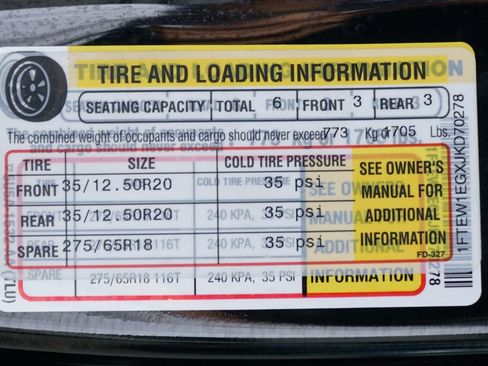 TIRE AND LOADING INFORMATION
SEATING CAPACITY TOTAL 6 FRONT 3 REAR 3
The combined weight of occupants and cargo should never exceed 773 Kg 1705 Lbs.
TIRE SIZE COLD TIRE PRESSURE SEE OWNER'S
FRONT 35/12.50R20 35 psi MANUAL FOR
REAR 35/12.50R20 35 psi ADDITIONAL
SPARE 275/65R18 35 psi INFORMATION
FD-327
1FTEW1EGXJKD70278
SPARE 275/65R18 116T 240 KPA, 35 PSI INFORMATION
278